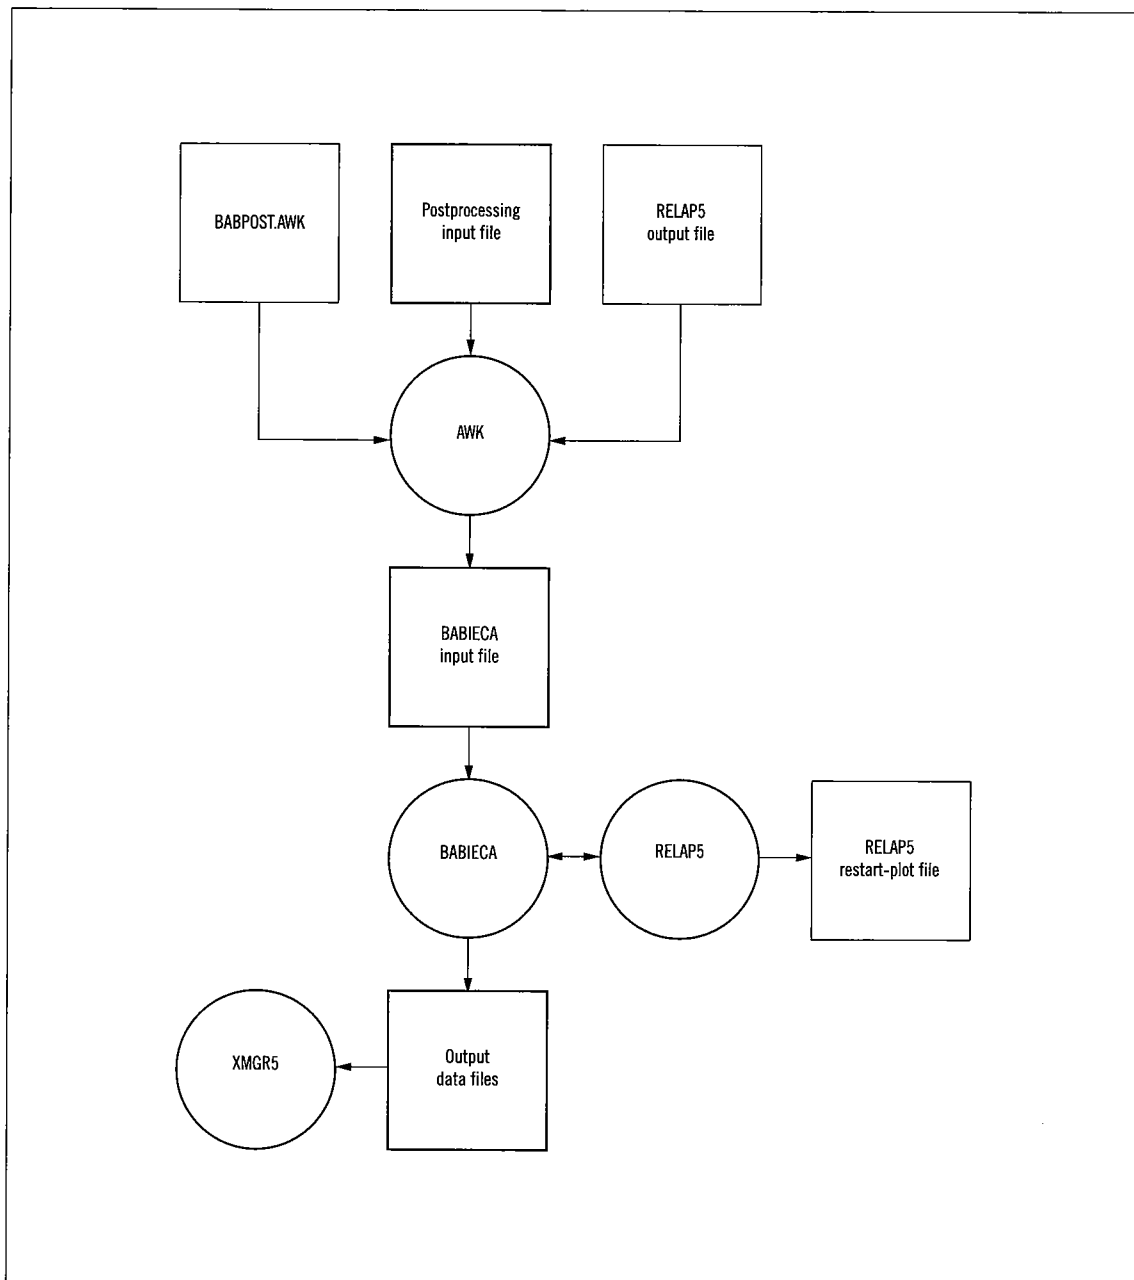 BABPOST.AWK
Postprocessing
input file
RELAP5
output file
AWK
BABIECA
input file
BABIECA
RELAP5
RELAP5
restart-plot file
XMGR5
Output
data files